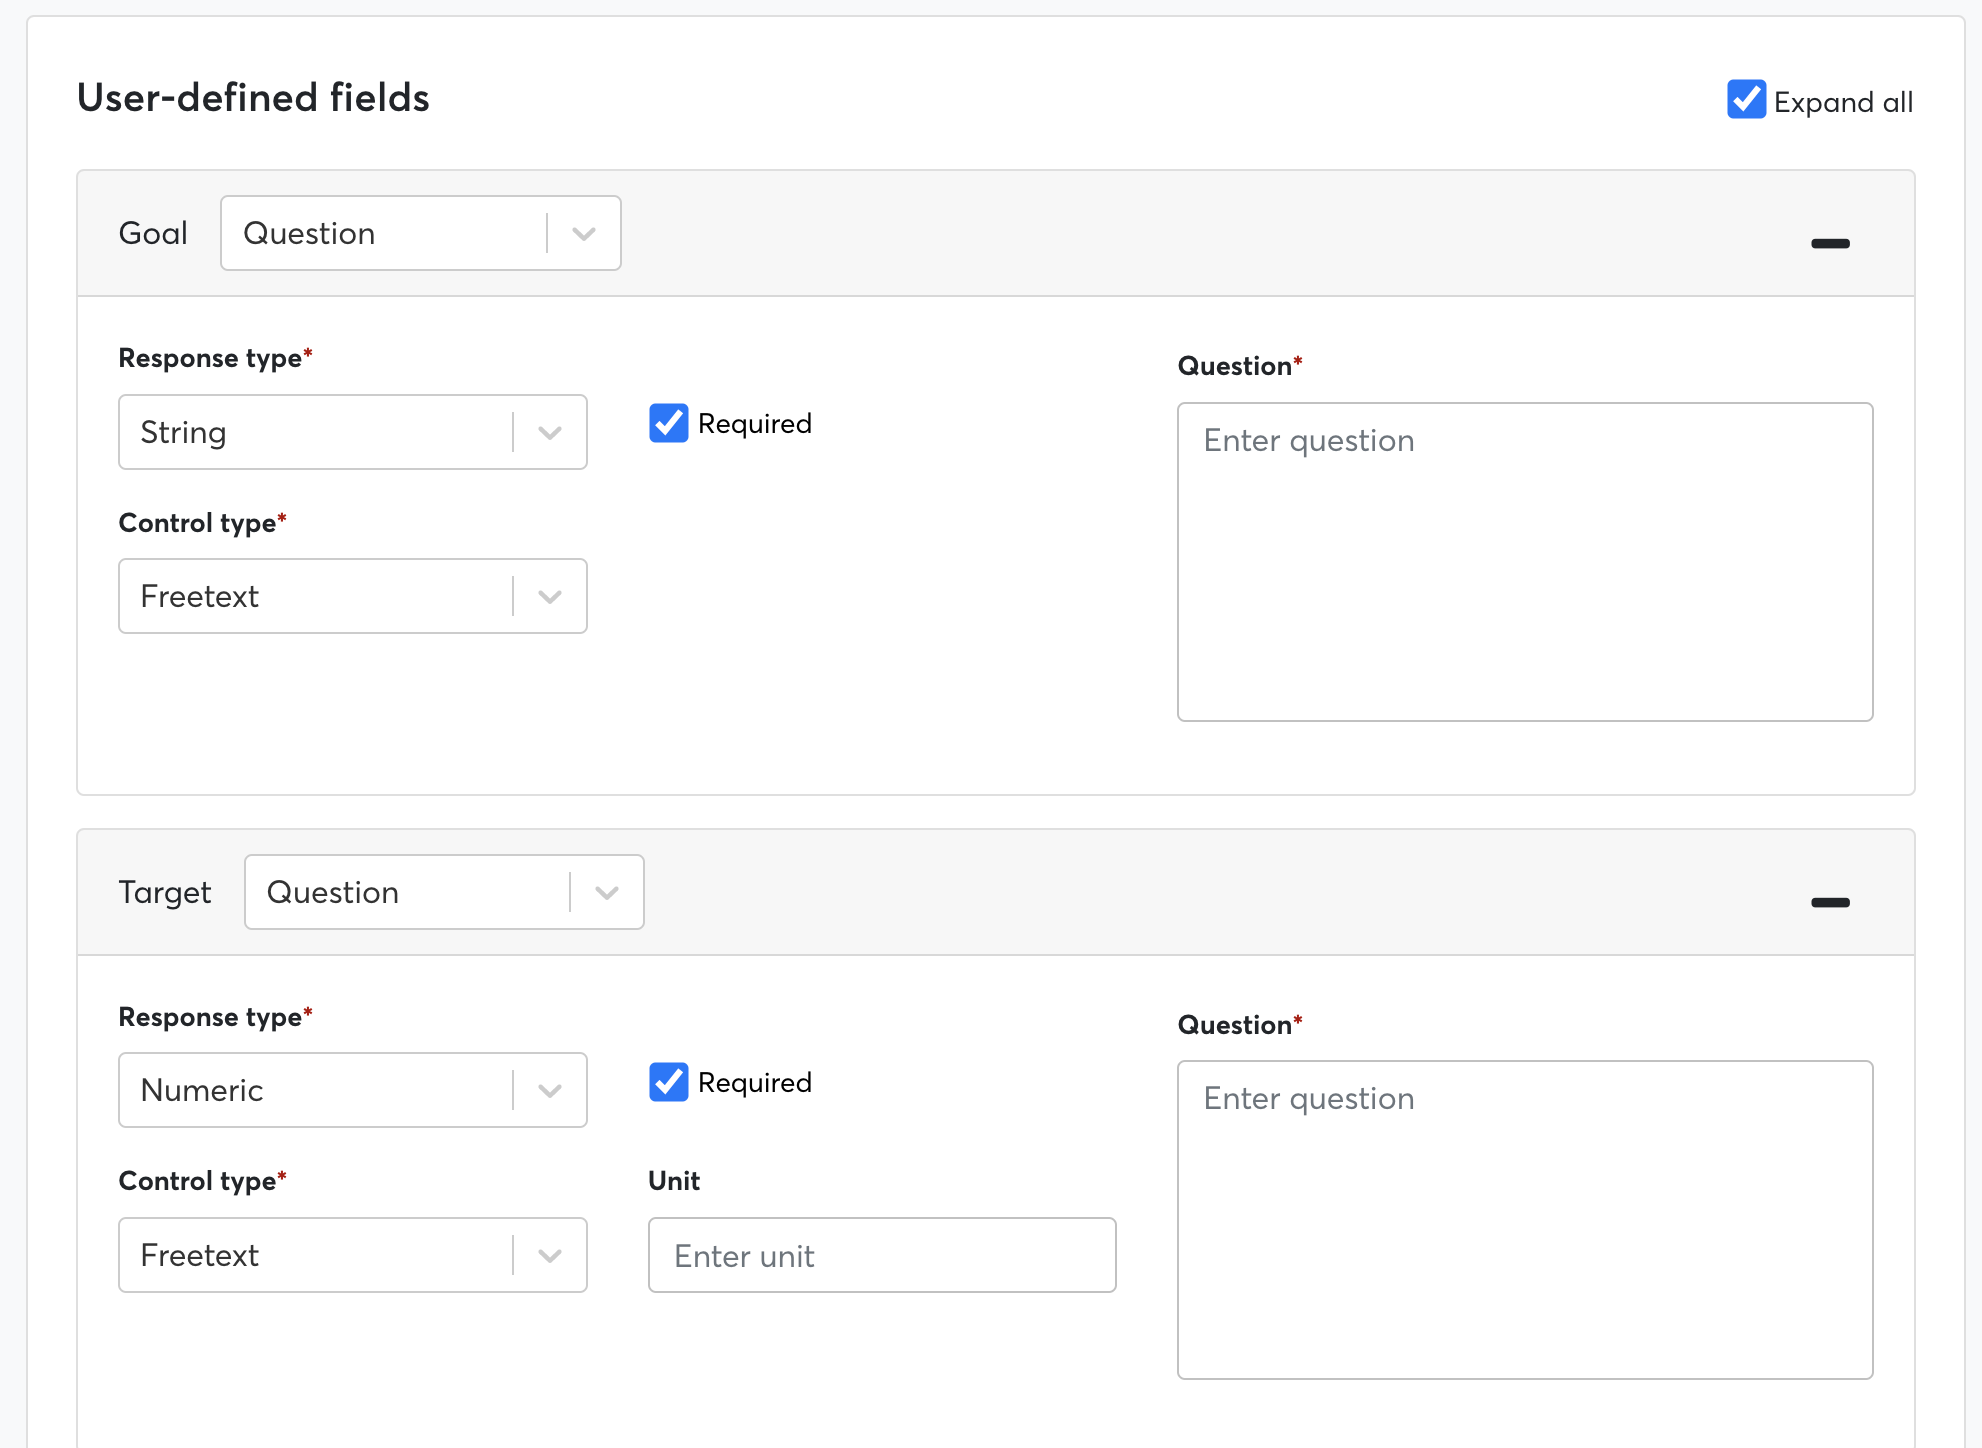 User-defined fields
Expand all
Goal
Question
Response type*
String
Required
Control type*
Freetext
Question*
Enter question
Target
Question
Response type*
Numeric
Required
Control type*
Freetext
Unit
Enter unit
Question*
Enter question